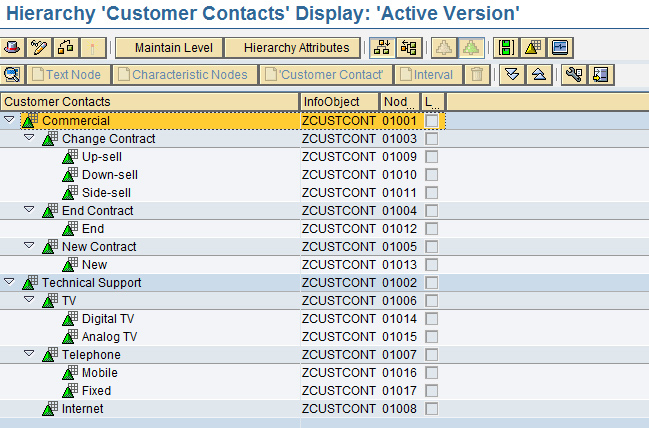 Hierarchy 'Customer Contacts' Display: 'Active Version'
Maintain Level Hierarchy Attributes
Text Node Characteristic Nodes 'Customer Contact' Interval
Customer Contacts InfoObject Nod... L...
Commercial ZCUSTCONT 01001
Change Contract ZCUSTCONT 01003
Up-sell ZCUSTCONT 01009
Down-sell ZCUSTCONT 01010
Side-sell ZCUSTCONT 01011
End Contract ZCUSTCONT 01004
End ZCUSTCONT 01012
New Contract ZCUSTCONT 01005
New ZCUSTCONT 01013
Technical Support ZCUSTCONT 01002
TV ZCUSTCONT 01006
Digital TV ZCUSTCONT 01014
Analog TV ZCUSTCONT 01015
Telephone ZCUSTCONT 01007
Mobile ZCUSTCONT 01016
Fixed ZCUSTCONT 01017
Internet ZCUSTCONT 01008